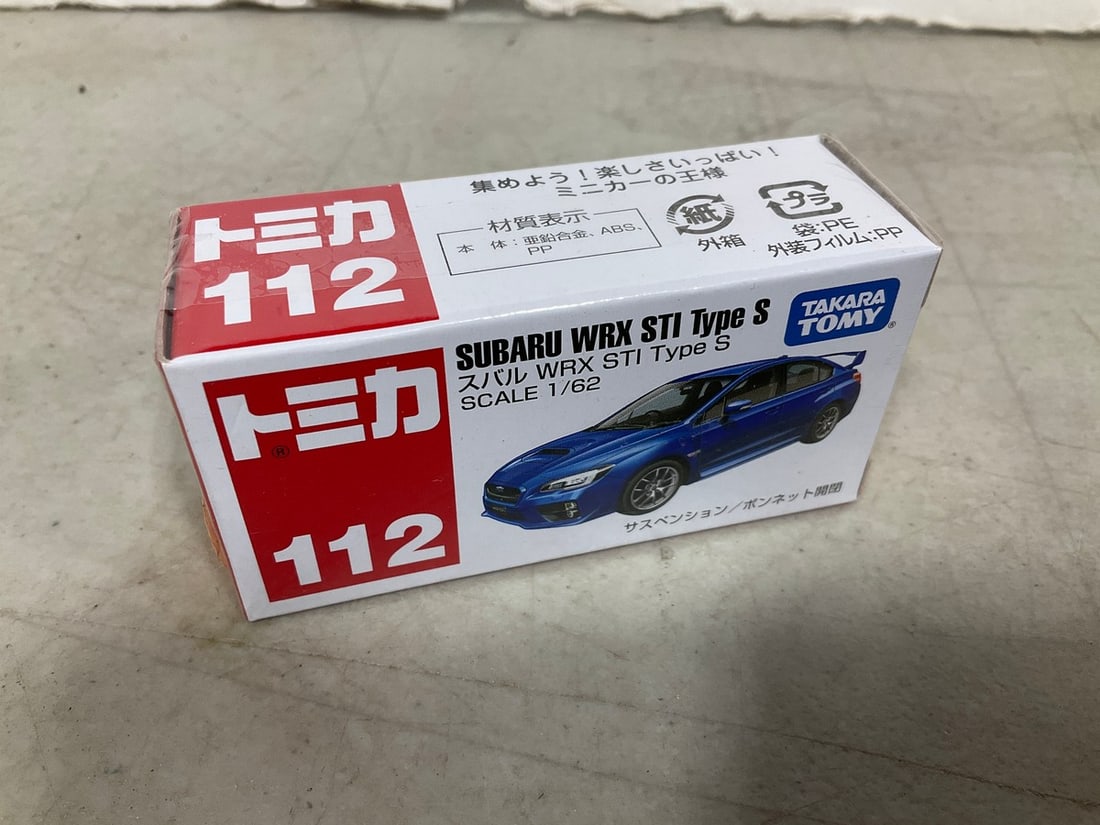 トミカ
112
集めよう！楽しさいっぱい！
ミニカーの王様
材質表示
本 体：亜鉛合金、ABS、
PP
紙
外箱
プラ
袋:PE
外装フィルム:PP
トミカ
®
112
SUBARU WRX STI Type S
スバル WRX STI Type S
SCALE 1/62
TAKARA
TOMY®
サスペンション／ボンネット開閉